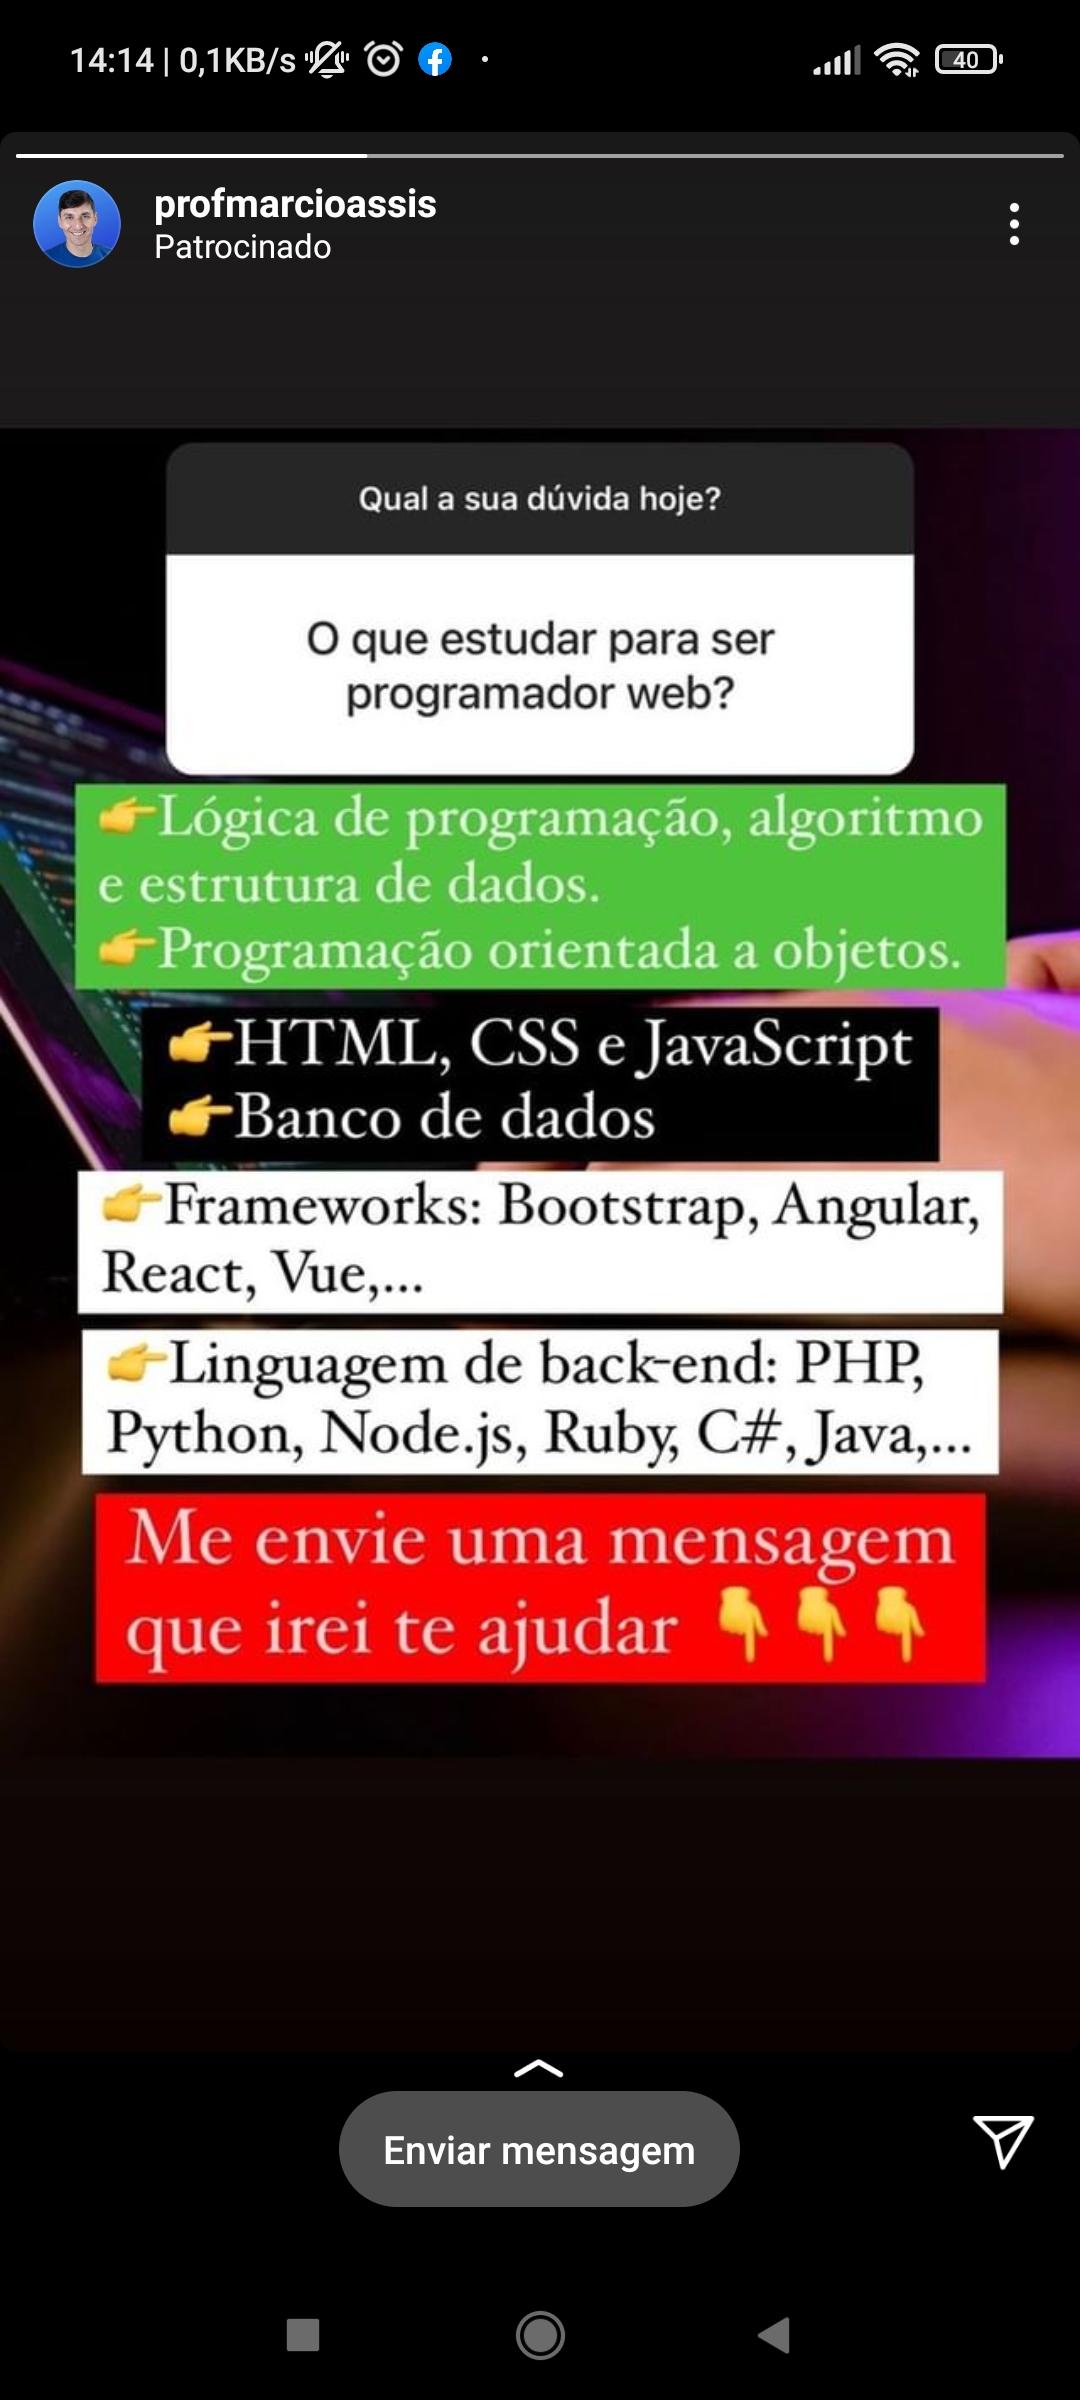 14:14 | 0,1KB/s
40
profmarcioassis
Patrocinado
Qual a sua dúvida hoje?
O que estudar para ser
programador web?
👉Lógica de programação, algoritmo
e estrutura de dados.
👉Programação orientada a objetos.
👉HTML, CSS e JavaScript
👉Banco de dados
👉Frameworks: Bootstrap, Angular,
React, Vue,...
👉Linguagem de back-end: PHP,
Python, Node.js, Ruby, C#, Java,...
Me envie uma mensagem
que irei te ajudar 👇👇👇
Enviar mensagem